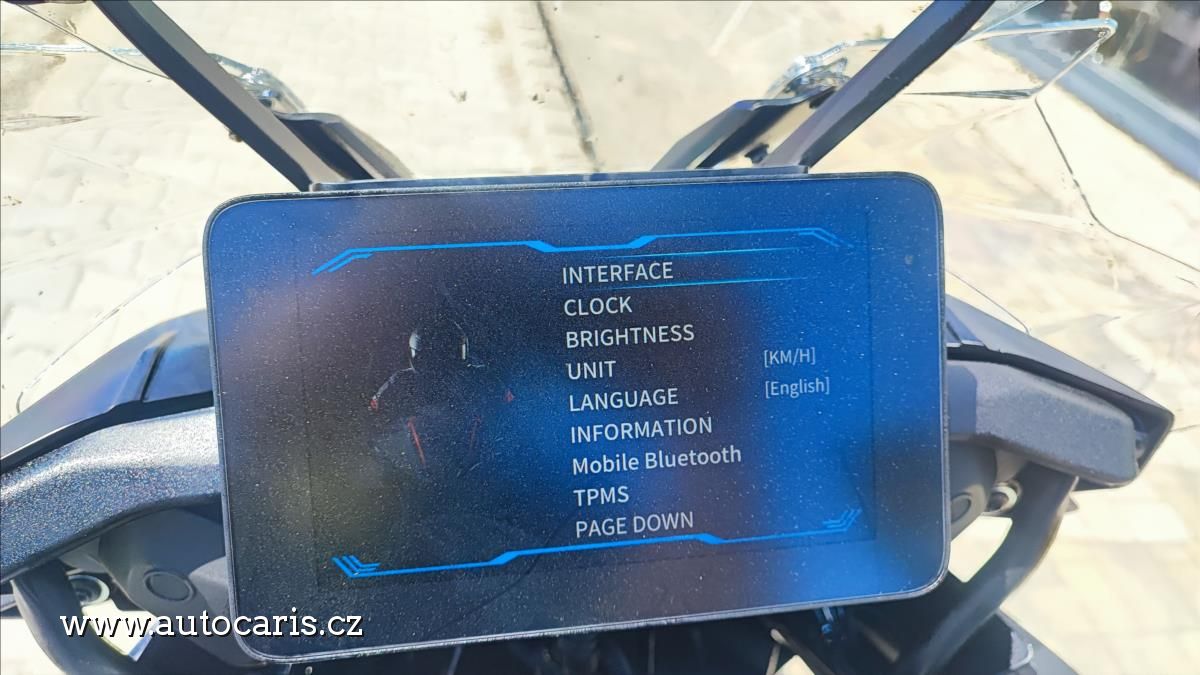 INTERFACE
CLOCK
BRIGHTNESS
UNIT [KM/H]
LANGUAGE [English]
INFORMATION
Mobile Bluetooth
TPMS
PAGE DOWN
www.autocaris.cz